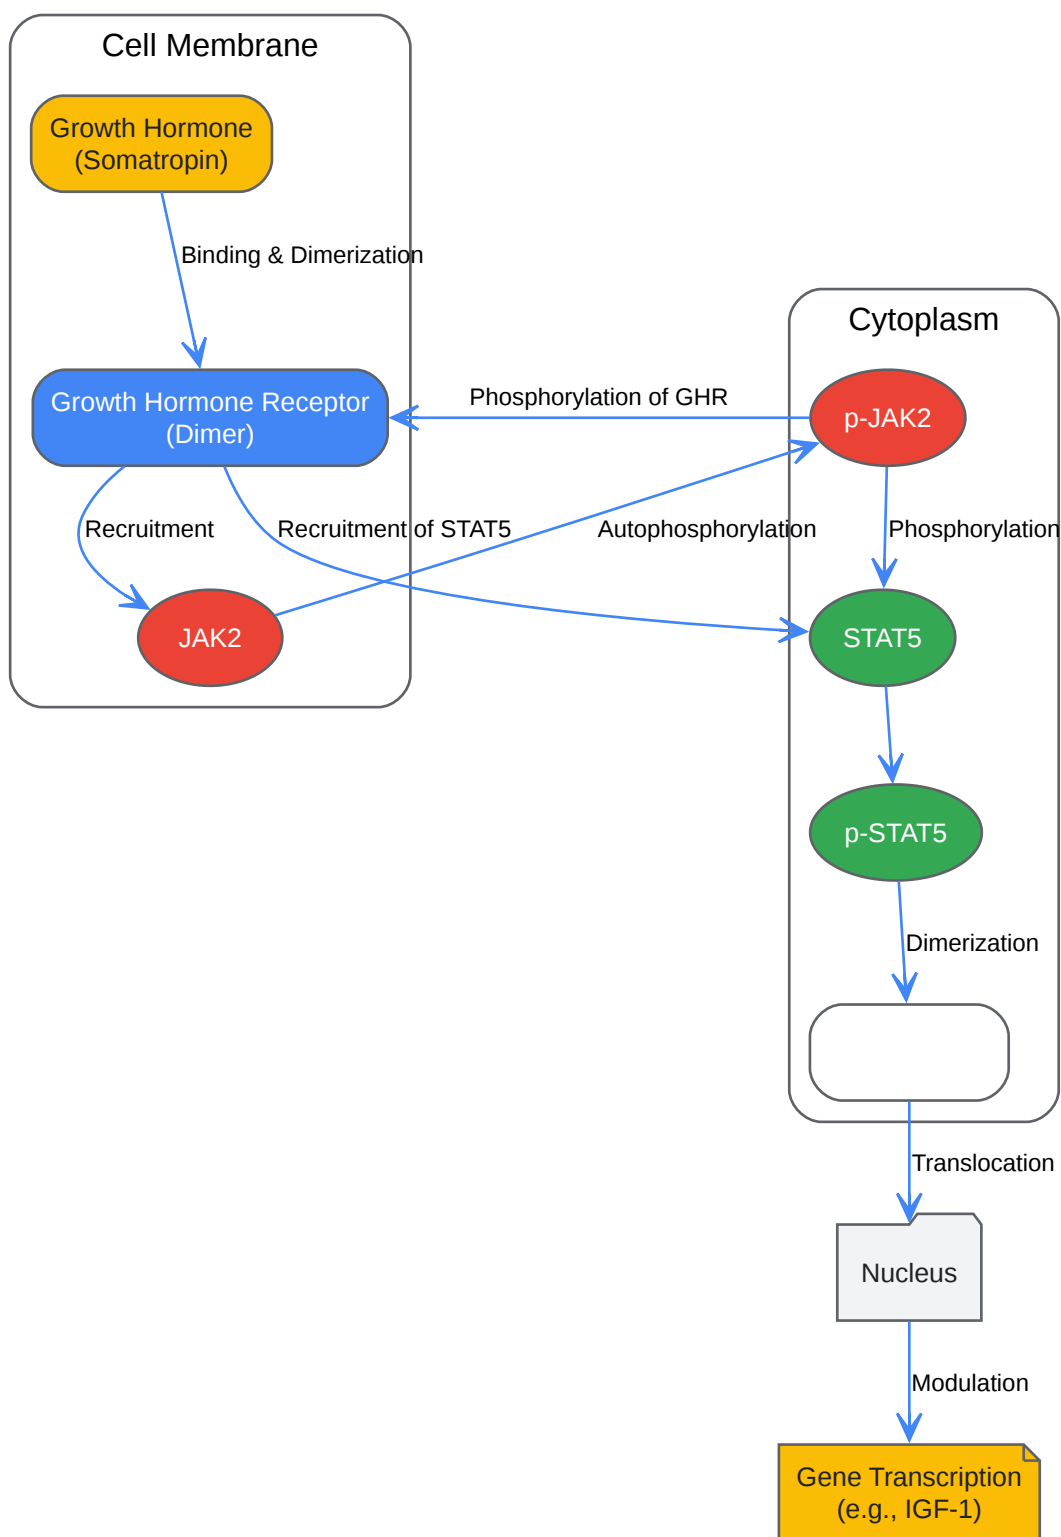 Cell Membrane
Growth Hormone
(Somatropin)
Binding & Dimerization
Cytoplasm
Growth Hormone Receptor
(Dimer)
Phosphorylation of GHR
p-JAK2
Recruitment
Recruitment of STAT5
Autophosphorylation
Phosphorylation
JAK2
STAT5
p-STAT5
Dimerization
Translocation
Nucleus
Modulation
Gene Transcription
(e.g., IGF-1)